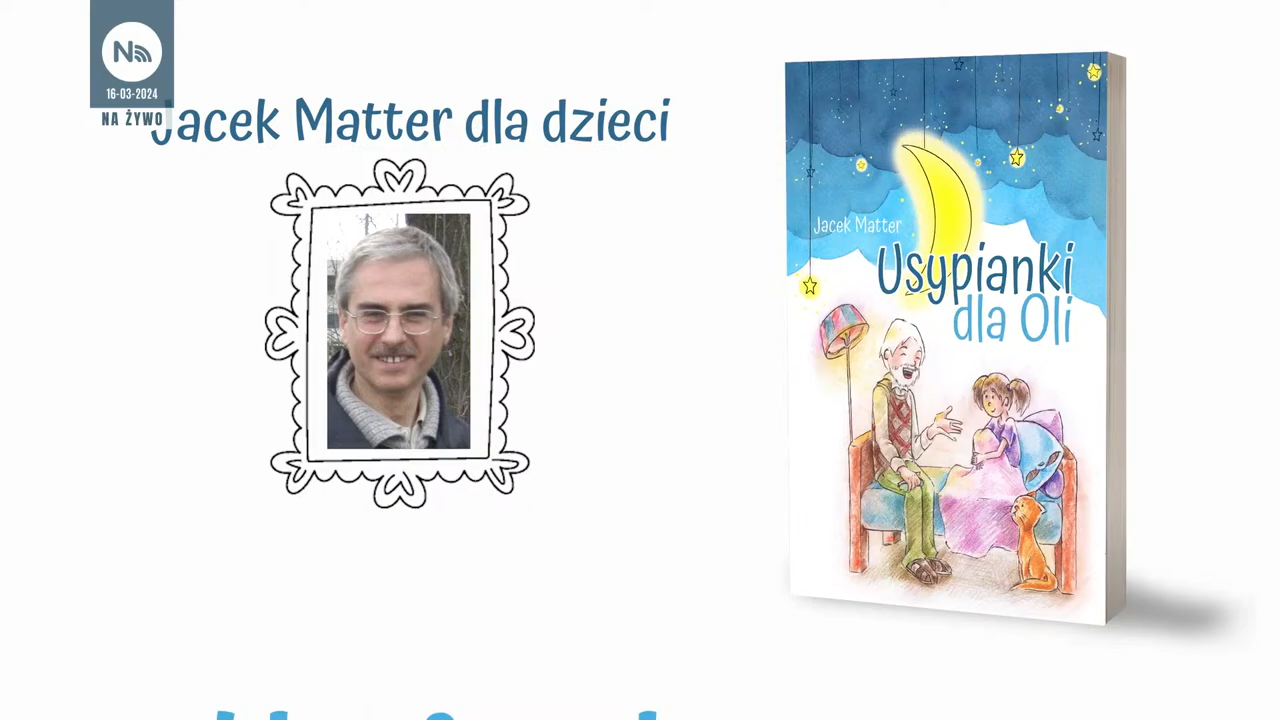 N
16-03-2024
NA ŻYWO
Jacek Matter dla dzieci
Jacek Matter
Usypianki
dla Oli